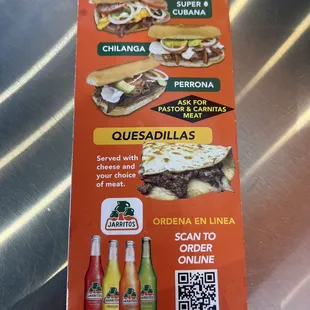 SUPER
CUBANA
CHILANGA
PERRONA
ASK FOR
PASTOR & CARNITAS
MEAT
QUESADILLAS
Served with
cheese and
your choice
of meat.
JARRITOS
ORDENA EN LINEA
SCAN TO
ORDER
ONLINE